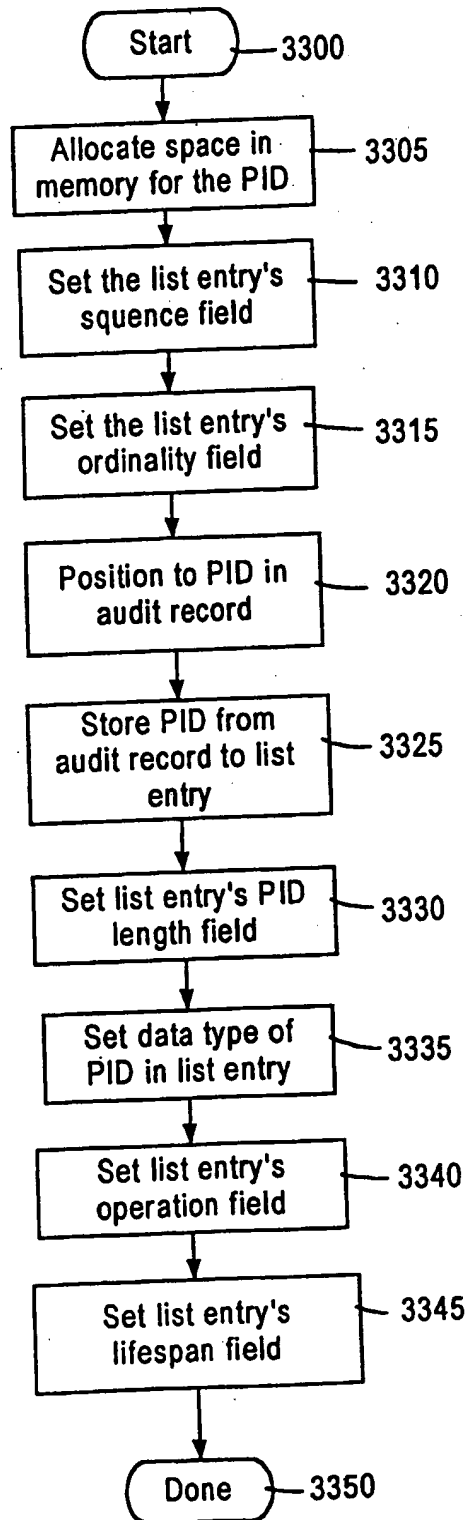 Start
3300
Allocate space in
memory for the PID
3305
Set the list entry's
squence field
3310
Set the list entry's
ordinality field
3315
Position to PID in
audit record
3320
Store PID from
audit record to list
entry
3325
Set list entry's PID
length field
3330
Set data type of
PID in list entry
3335
Set list entry's
operation field
3340
Set list entry's
lifespan field
3345
Done
3350